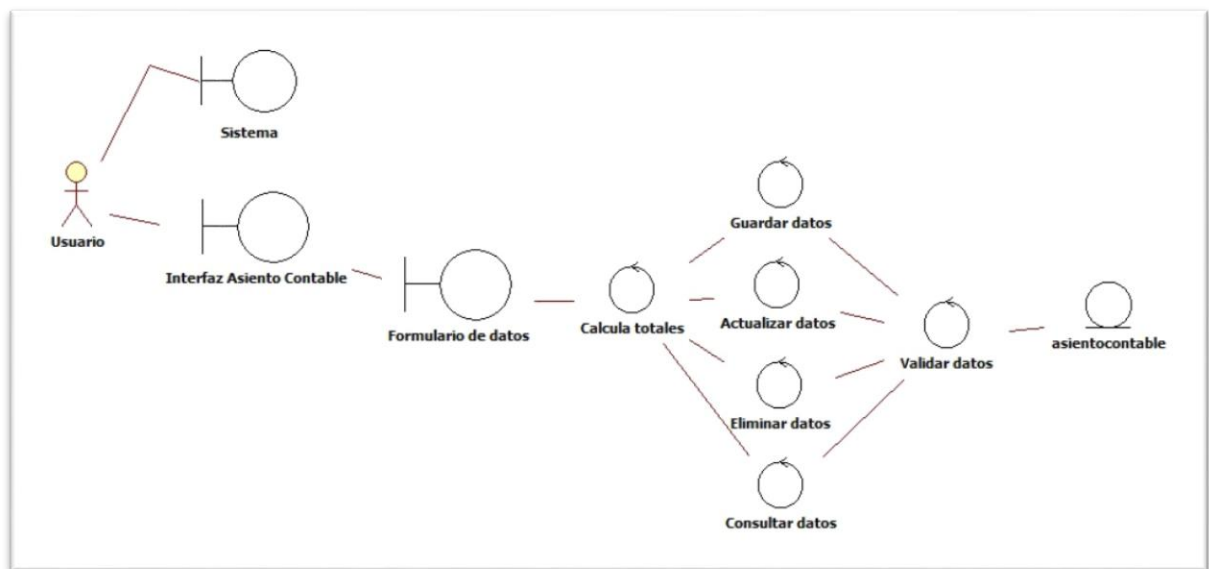 Sistema
Usuario
Interfaz Asiento Contable
Formulario de datos
Calcula totales
Guardar datos
Actualizar datos
Eliminar datos
Consultar datos
Validar datos
asientocontable